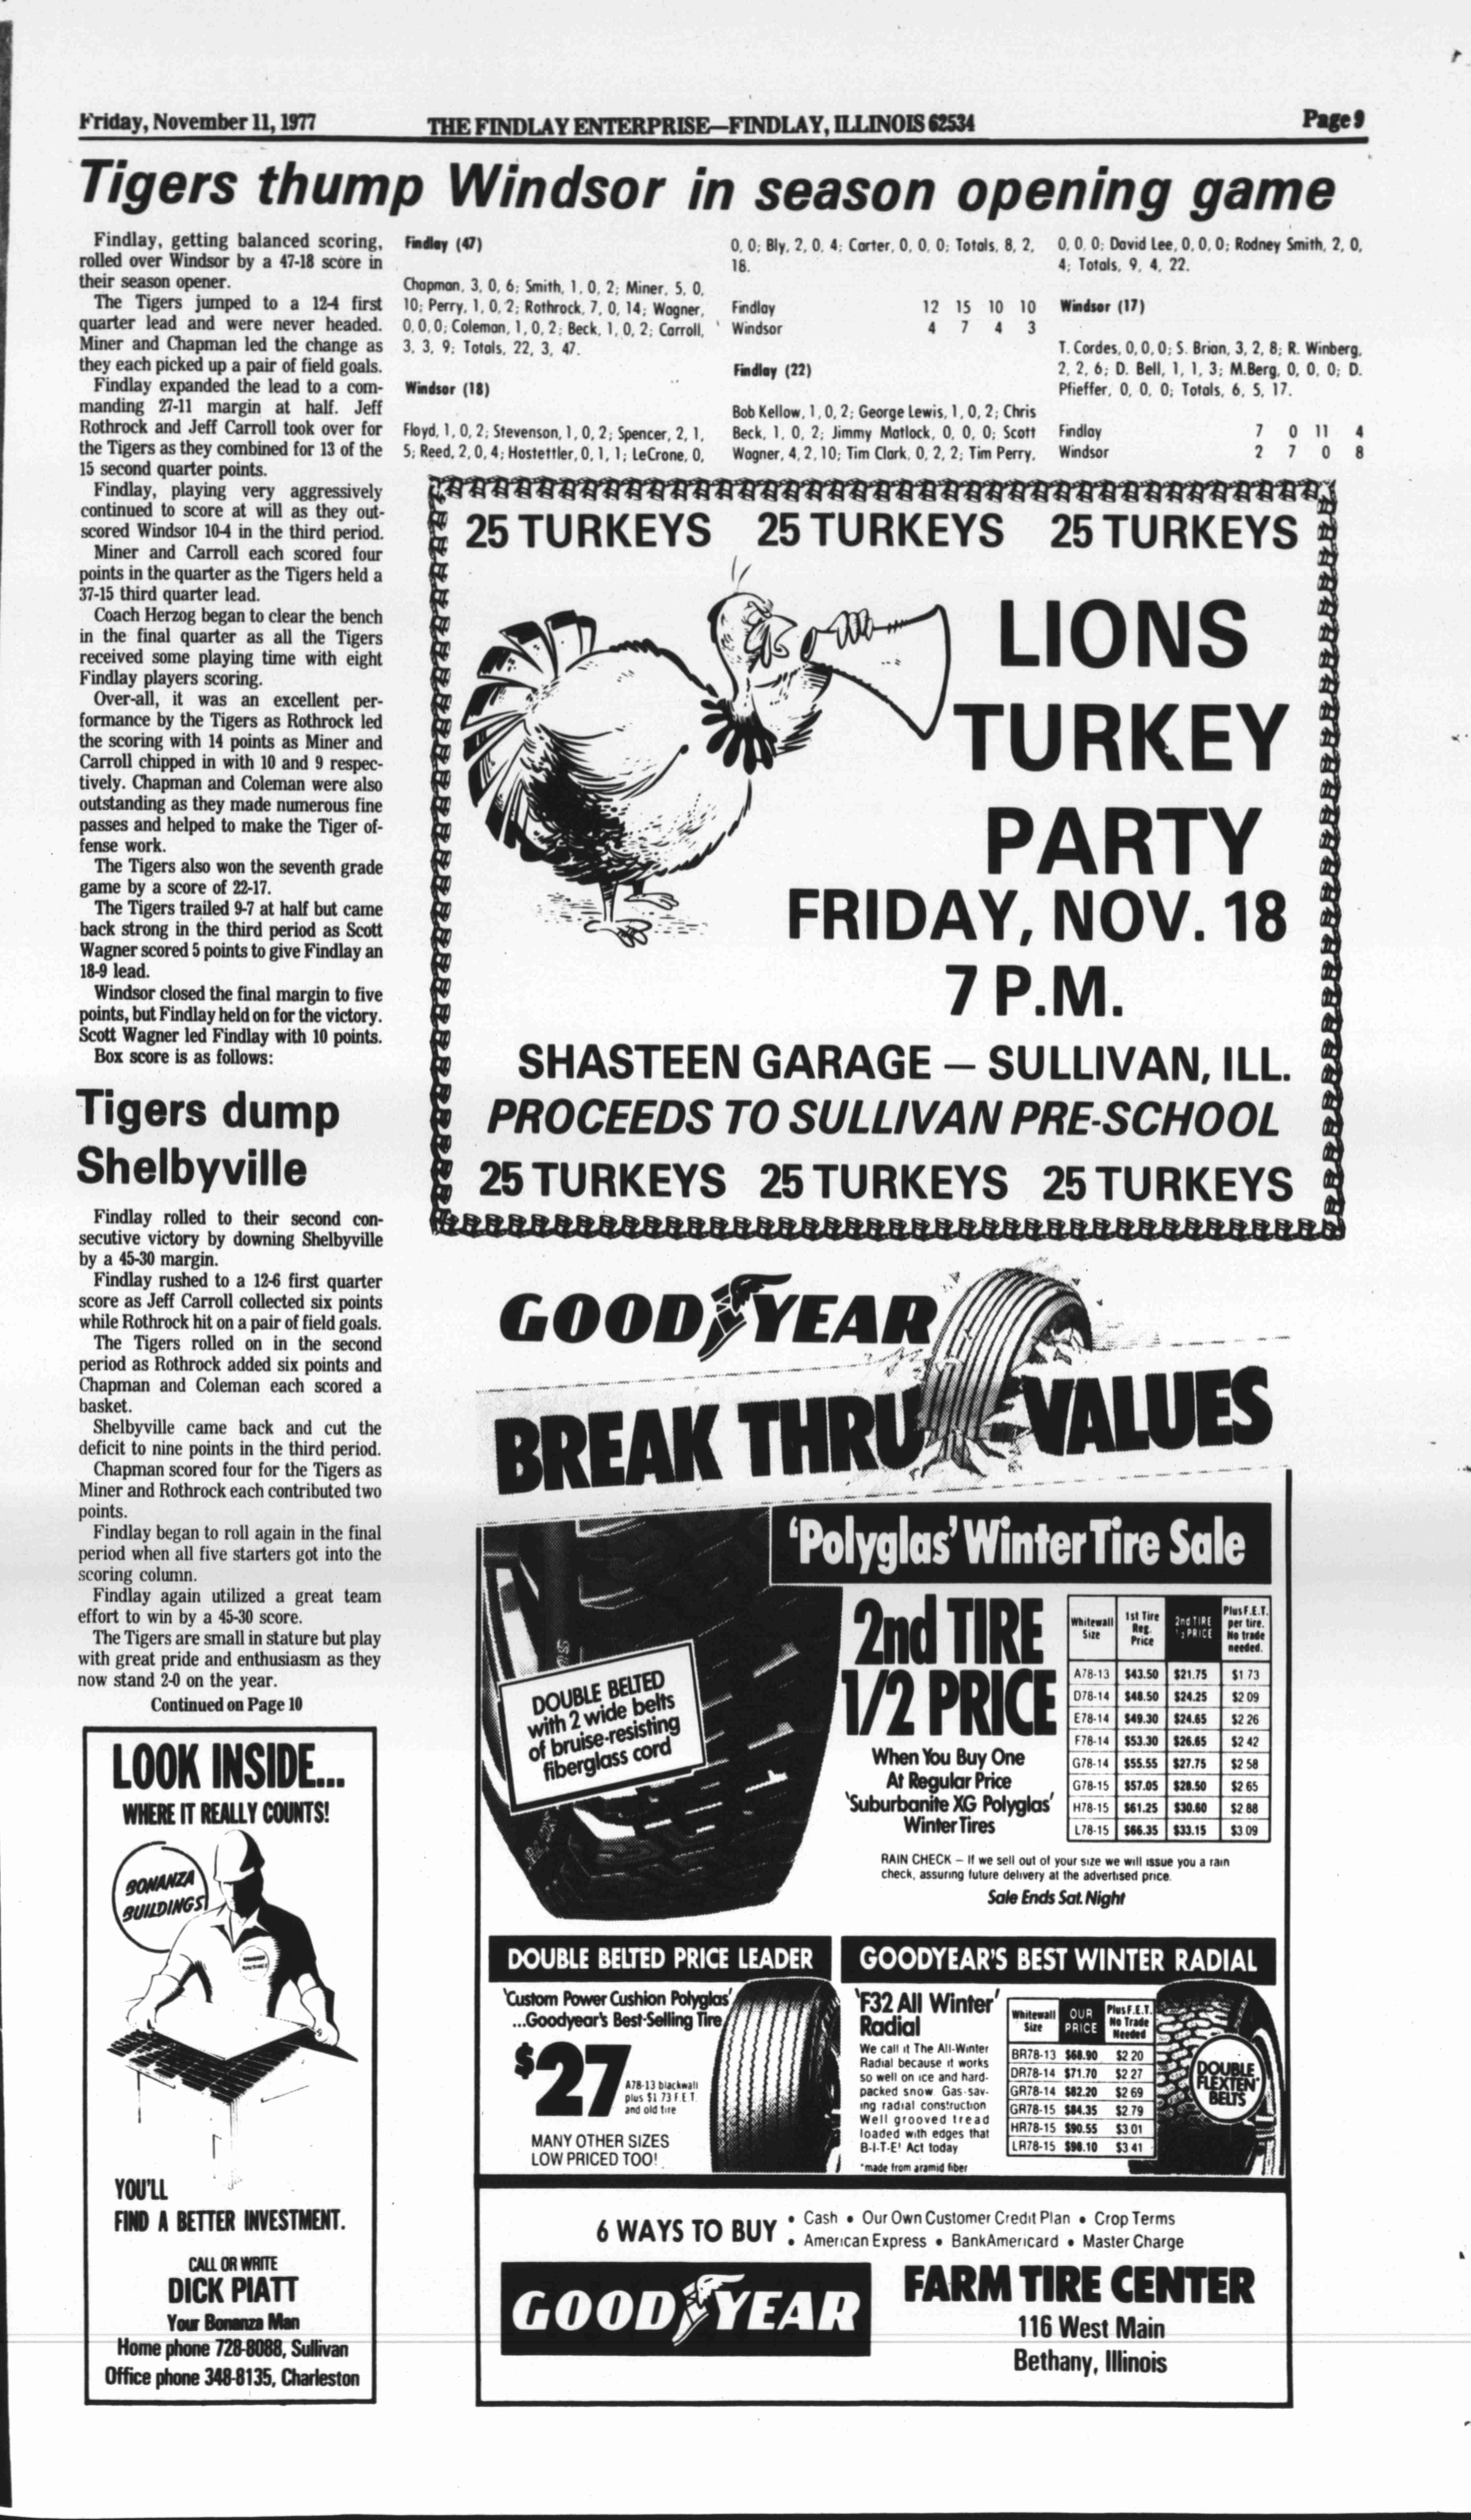 Friday, November 11, 1977
THE FINDLAY ENTERPRISE—FINDLAY, ILLINOIS 62534
Page 9
Tigers thump Windsor in season opening game
Findlay, getting balanced scoring,
rolled over Windsor by a 47-18 score in
their season opener.
The Tigers jumped to a 12-4 first
quarter lead and were never headed.
Miner and Chapman led the change as
they each picked up a pair of field goals.
Findlay expanded the lead to a com-
manding 27-11 margin at half. Jeff
Rothrock and Jeff Carroll took over for
the Tigers as they combined for 13 of the
15 second quarter points.
Findlay, playing very aggressively
continued to score at will as they out-
scored Windsor 10-4 in the third period.
Miner and Carroll each scored four
points in the quarter as the Tigers held a
37-15 third quarter lead.
Coach Herzog began to clear the bench
in the final quarter as all the Tigers
received some playing time with eight
Findlay players scoring.
Over-all, it was an excellent per-
formance by the Tigers as Rothrock led
the scoring with 14 points as Miner and
Carroll chipped in with 10 and 9 respec-
tively. Chapman and Coleman were also
outstanding as they made numerous fine
passes and helped to make the Tiger of-
fense work.
The Tigers also won the seventh grade
game by a score of 22-17.
The Tigers trailed 9-7 at half but came
back strong in the third period as Scott
Wagner scored 5 points to give Findlay an
18-9 lead.
Windsor closed the final margin to five
points, but Findlay held on for the victory.
Scott Wagner led Findlay with 10 points.
Box score is as follows:
Findlay (47)
Chapman, 3, 0, 6; Smith, 1, 0, 2; Miner, 5, 0,
10; Perry, 1, 0, 2; Rothrock, 7, 0, 14; Wagner,
0, 0, 0; Coleman, 1, 0, 2; Beck, 1, 0, 2; Carroll,
3, 3, 9; Totals, 22, 3, 47.
Windsor (18)
Floyd, 1, 0, 2; Stevenson, 1, 0, 2; Spencer, 2, 1,
5; Reed, 2, 0, 4; Hostettler, 0, 1, 1; LeCrone, 0,
0, 0; Bly, 2, 0, 4; Carter, 0, 0, 0; Totals, 8, 2,
18.
Findlay 12 15 10 10
Windsor 4 7 4 3
Findlay (22)
Bob Kellow, 1, 0, 2; George Lewis, 1, 0, 2; Chris
Beck, 1, 0, 2; Jimmy Matlock, 0, 0, 0; Scott
Wagner, 4, 2, 10; Tim Clark, 0, 2, 2; Tim Perry,
0, 0, 0; David Lee, 0, 0, 0; Rodney Smith, 2, 0,
4; Totals, 9, 4, 22.
Windsor (17)
T. Cordes, 0, 0, 0; S. Brian, 3, 2, 8; R. Winberg,
2, 2, 6; D. Bell, 1, 1, 3; M.Berg, 0, 0, 0; D.
Pfieffer, 0, 0, 0; Totals, 6, 5, 17.
Findlay 7 0 11 4
Windsor 2 7 0 8
Tigers dump
Shelbyville
Findlay rolled to their second con-
secutive victory by downing Shelbyville
by a 45-30 margin.
Findlay rushed to a 12-6 first quarter
score as Jeff Carroll collected six points
while Rothrock hit on a pair of field goals.
The Tigers rolled on in the second
period as Rothrock added six points and
Chapman and Coleman each scored a
basket.
Shelbyville came back and cut the
deficit to nine points in the third period.
Chapman scored four for the Tigers as
Miner and Rothrock each contributed two
points.
Findlay began to roll again in the final
period when all five starters got into the
scoring column.
Findlay again utilized a great team
effort to win by a 45-30 score.
The Tigers are small in stature but play
with great pride and enthusiasm as they
now stand 2-0 on the year.
Continued on Page 10
25 TURKEYS 25 TURKEYS 25 TURKEYS
LIONS
TURKEY
PARTY
FRIDAY, NOV. 18
7 P.M.
SHASTEEN GARAGE — SULLIVAN, ILL.
PROCEEDS TO SULLIVAN PRE-SCHOOL
25 TURKEYS 25 TURKEYS 25 TURKEYS
LOOK INSIDE...
WHERE IT REALLY COUNTS!
BONANZA
BUILDINGS
YOU'LL
FIND A BETTER INVESTMENT.
CALL OR WRITE
DICK PIATT
Your Bonanza Man
Home phone 728-8088, Sullivan
Office phone 348-8135, Charleston
GOODYEAR
BREAK THRU VALUES
'Polyglas' Winter Tire Sale
DOUBLE BELTED
with 2 wide belts
of bruise-resisting
fiberglass cord
2nd TIRE
1/2 PRICE
When You Buy One
At Regular Price
'Suburbanite XG Polyglas'
Winter Tires
Whitewall Size 1st Tire Reg. Price 2nd TIRE ½ PRICE Plus F.E.T. per tire. No trade needed.
A78-13 $43.50 $21.75 $1.73
D78-14 $48.50 $24.25 $2.09
E78-14 $49.30 $24.65 $2.26
F78-14 $53.30 $26.65 $2.42
G78-14 $55.55 $27.75 $2.58
G78-15 $57.05 $28.50 $2.65
H78-15 $61.25 $30.60 $2.88
L78-15 $66.35 $33.15 $3.09
RAIN CHECK – If we sell out of your size we will issue you a rain
check, assuring future delivery at the advertised price.
Sale Ends Sat. Night
DOUBLE BELTED PRICE LEADER
'Custom Power Cushion Polyglas'
...Goodyear's Best-Selling Tire
$27
A78-13 blackwall
plus $1.73 F.E.T.
and old tire
MANY OTHER SIZES
LOW PRICED TOO!
GOODYEAR'S BEST WINTER RADIAL
'F32 All Winter'
Radial
We call it The All-Winter
Radial because it works
so well on ice and hard-
packed snow. Gas-sav-
ing radial construction
Well grooved tread
loaded with edges that
B-I-T-E! Act today
*made from aramid fiber
Whitewall Size OUR PRICE Plus F.E.T. No Trade Needed
BR78-13 $68.90 $2.20
DR78-14 $71.70 $2.27
GR78-14 $82.20 $2.69
GR78-15 $84.35 $2.79
HR78-15 $90.55 $3.01
LR78-15 $98.10 $3.41
DOUBLE
FLEXTEN*
BELTS
6 WAYS TO BUY
• Cash • Our Own Customer Credit Plan • Crop Terms
• American Express • BankAmericard • Master Charge
GOODYEAR
FARM TIRE CENTER
116 West Main
Bethany, Illinois